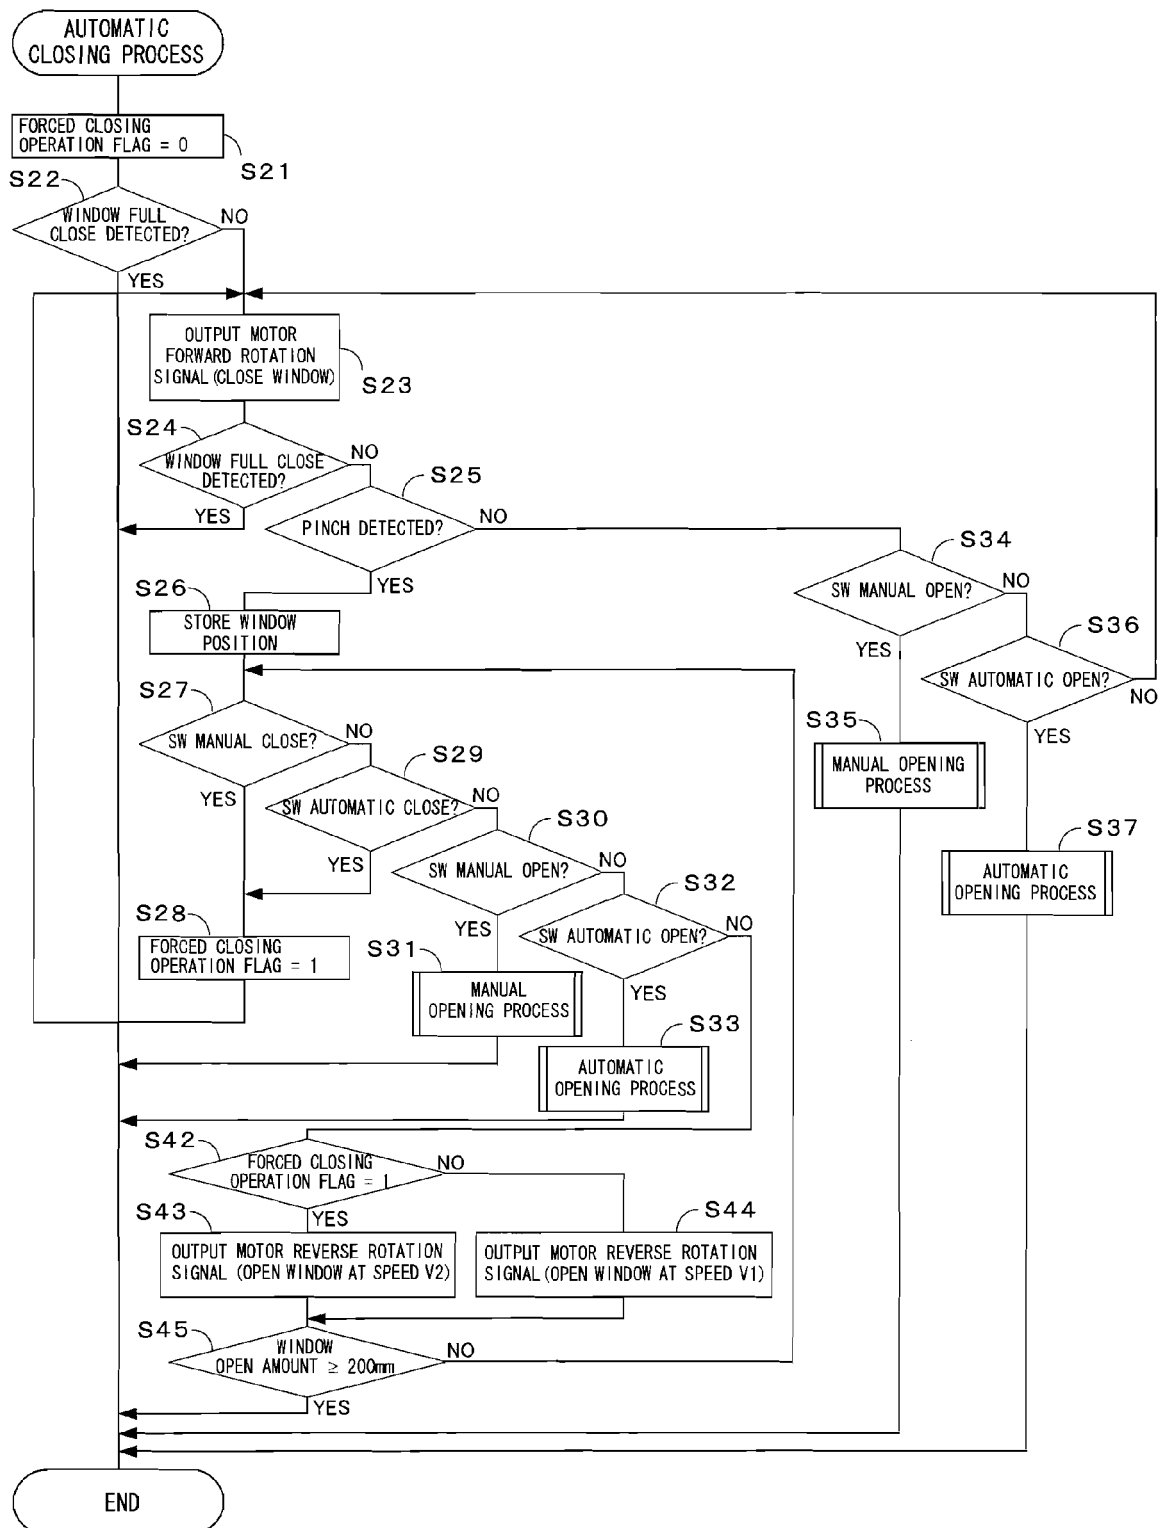 AUTOMATIC
CLOSING PROCESS
FORCED CLOSING
OPERATION FLAG = 0
S21
S22
WINDOW FULL
CLOSE DETECTED?
NO
YES
OUTPUT MOTOR
FORWARD ROTATION
SIGNAL(CLOSE WINDOW)
S23
S24
WINDOW FULL CLOSE
DETECTED?
NO
YES
S25
PINCH DETECTED?
NO
YES
S26
STORE WINDOW
POSITION
S34
SW MANUAL OPEN?
NO
YES
S36
SW AUTOMATIC OPEN?
NO
YES
S35
MANUAL OPENING
PROCESS
S37
AUTOMATIC
OPENING PROCESS
S27
SW MANUAL CLOSE?
NO
YES
S29
SW AUTOMATIC CLOSE?
NO
YES
S30
SW MANUAL OPEN?
NO
YES
S32
SW AUTOMATIC OPEN?
NO
YES
S28
FORCED CLOSING
OPERATION FLAG = 1
S31
MANUAL
OPENING PROCESS
S33
AUTOMATIC
OPENING PROCESS
S42
FORCED CLOSING
OPERATION FLAG = 1
NO
YES
S43
OUTPUT MOTOR REVERSE ROTATION
SIGNAL(OPEN WINDOW AT SPEED V2)
S44
OUTPUT MOTOR REVERSE ROTATION
SIGNAL(OPEN WINDOW AT SPEED V1)
S45
WINDOW
OPEN AMOUNT ≥ 200mm
NO
YES
END